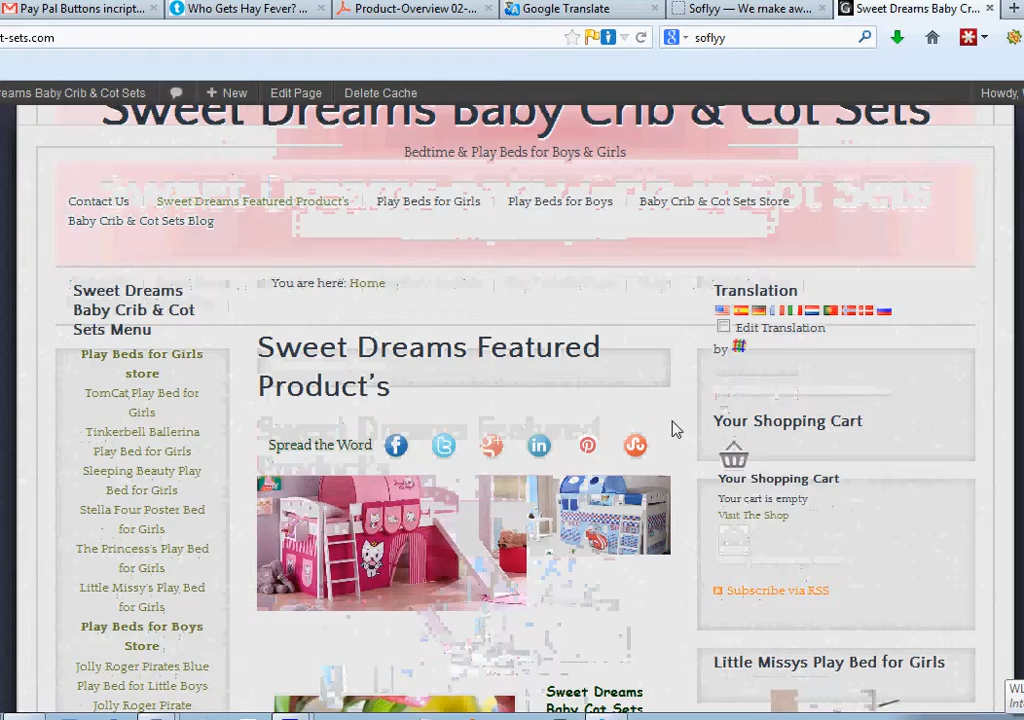 Pay Pal Buttons incript...
Who Gets Hay Fever? ...
Product-Overview 02-...
Google Translate
Soflyy — We make aw...
Sweet Dreams Baby Cr...
t-sets.com
soflyy
reams Baby Crib & Cot Sets
New
Edit Page
Delete Cache
Howdy,
Sweet Dreams Baby Crib & Cot Sets
Bedtime & Play Beds for Boys & Girls
Contact Us
Sweet Dreams Featured Product's
Play Beds for Girls
Play Beds for Boys
Baby Crib & Cot Sets Store
Baby Crib & Cot Sets Blog
You are here: Home
Sweet Dreams
Baby Crib & Cot
Sets Menu
Play Beds for Girls
store
TomCat Play Bed for
Girls
Tinkerbell Ballerina
Play Bed for Girls
Sleeping Beauty Play
Bed for Girls
Stella Four Poster Bed
for Girls
The Princess's Play Bed
for Girls
Little Missy's Play Bed
for Girls
Play Beds for Boys
Store
Jolly Roger Pirates Blue
Play Bed for Little Boys
Jolly Roger Pirate
Sweet Dreams Featured
Product's
Spread the Word
Sweet Dreams
Baby Cot Sets
Translation
Edit Translation
by
Your Shopping Cart
Your Shopping Cart
Your cart is empty
Visit The Shop
Subscribe via RSS
Little Missys Play Bed for Girls